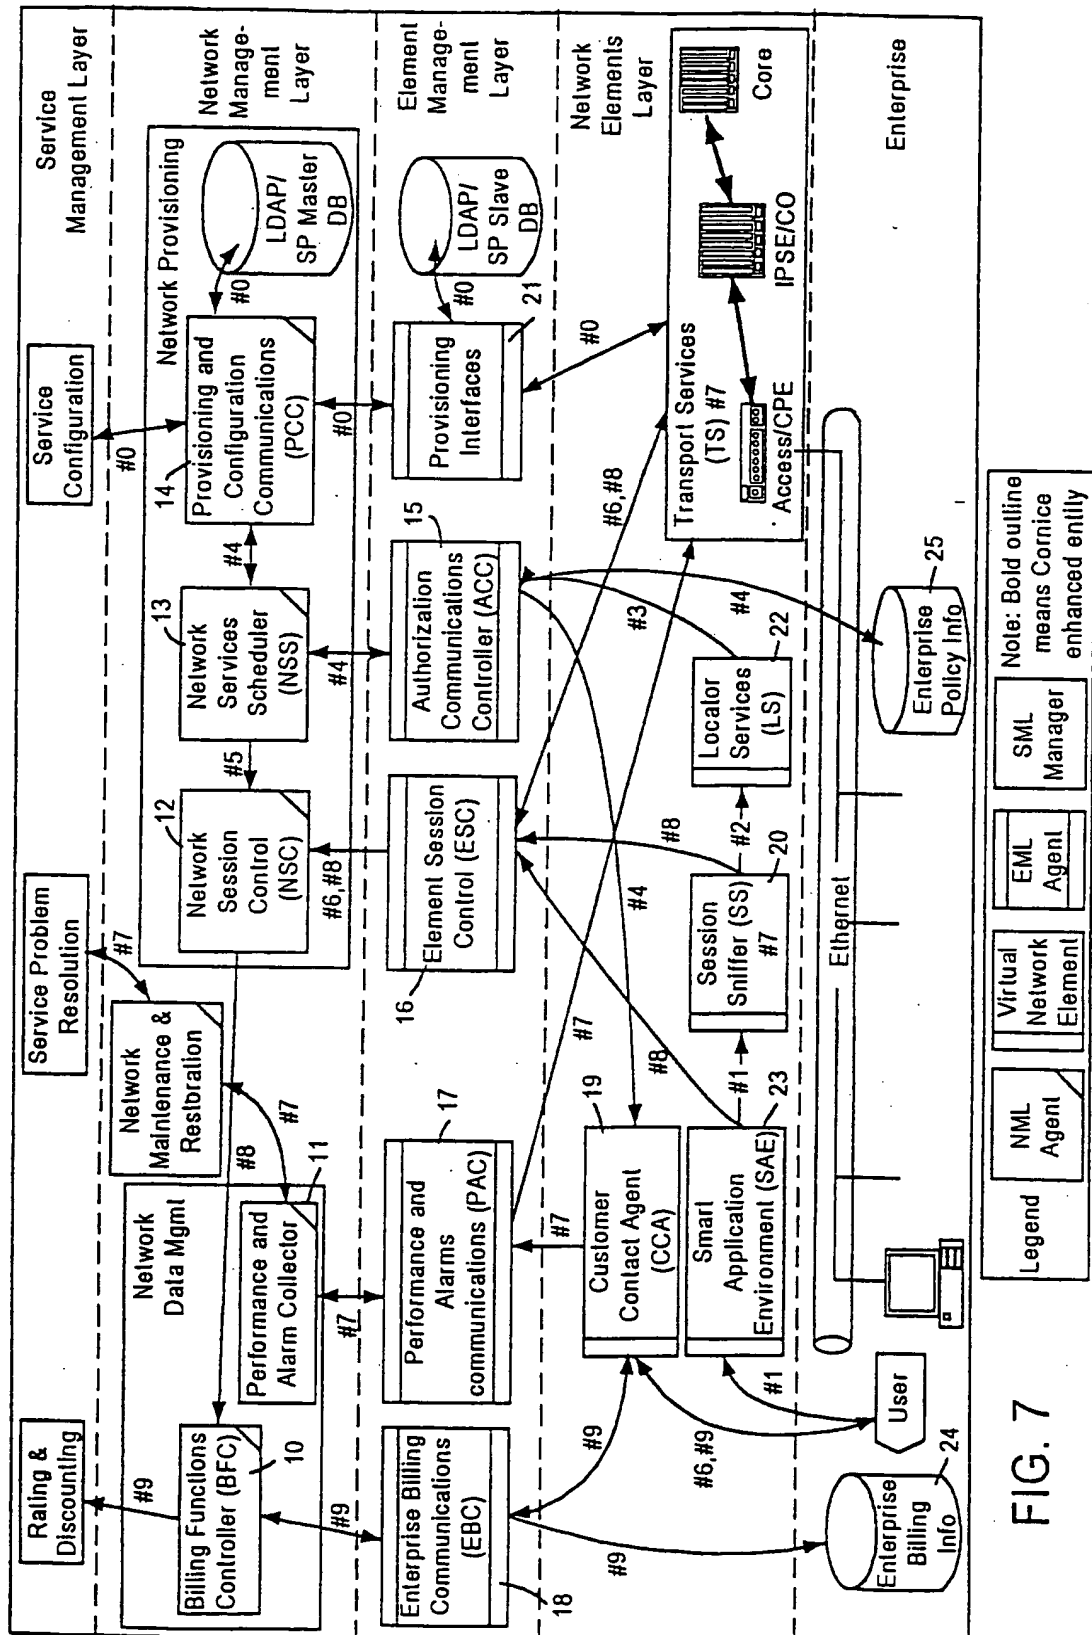 Rating &
Discounting
Service Problem
Resolution
Service
Configuration
Service
Management Layer
#9
#7
#0
Network
Data Mgmt
Billing Functions
Controller (BFC)
10
Performance and
Alarm Collector
11
Network
Maintenance &
Restoration
#7
#8
Network Provisioning
12
Network
Session
Control
(NSC)
#5
13
Network
Services
Scheduler
(NSS)
#4
14
Provisioning and
Configuration
Communications
(PCC)
#0
LDAP/
SP Master
DB
Network
Manage-
ment
Layer
#9
#7
#6,#8
#4
#0
Enterprise Billing
Communications
(EBC)
18
Performance and
Alarms
communications (PAC)
17
Element Session
Control (ESC)
16
Authorization
Communications
Controller (ACC)
15
Provisioning
Interfaces
21
#0
LDAP/
SP Slave
DB
Element
Manage-
ment
Layer
#9
#7
#7
#8
#4
#8
#3
#4
#6,#8
#0
Customer
Contact Agent
(CCA)
19
Smart
Application
Environment (SAE)
23
#1
Session
Sniffer (SS)
#7
20
#2
Locator
Services
(LS)
22
Transport Services
(TS) #7
Access/CPE
IPSE/CO
Core
Network
Elements
Layer
#9
#6,#9
#1
Enterprise
Billing
Info
24
User
Ethernet
Enterprise
Policy Info
25
Enterprise
FIG. 7
Legend
NML
Agent
Virtual
Network
Element
EML
Agent
SML
Manager
Note: Bold outline
means Cornice
enhanced entity